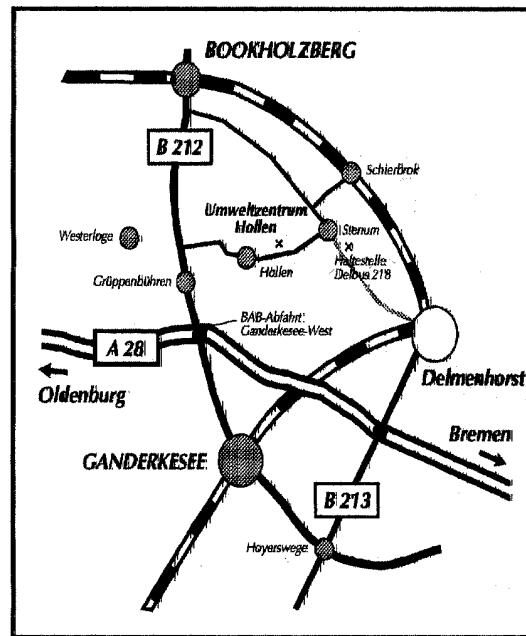 BOOKHOLZBERG
B 212
Schierbrok
Umweltzentrum
Hollen
Westerloge
Stenum
Haltestelle
Delbus 218
Hollen
Grüppenbühren
BAB-Abfahrt:
Ganderkesee-West
A 28
Oldenburg
Delmenhorst
Bremen
GANDERKESEE
B 213
Hoyerswege